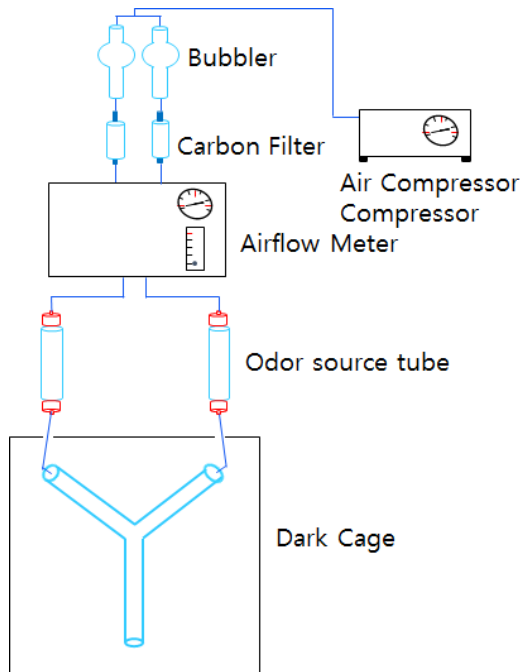 Bubbler
Carbon Filter
Air Compressor
Compressor
Airflow Meter
Odor source tube
Dark Cage